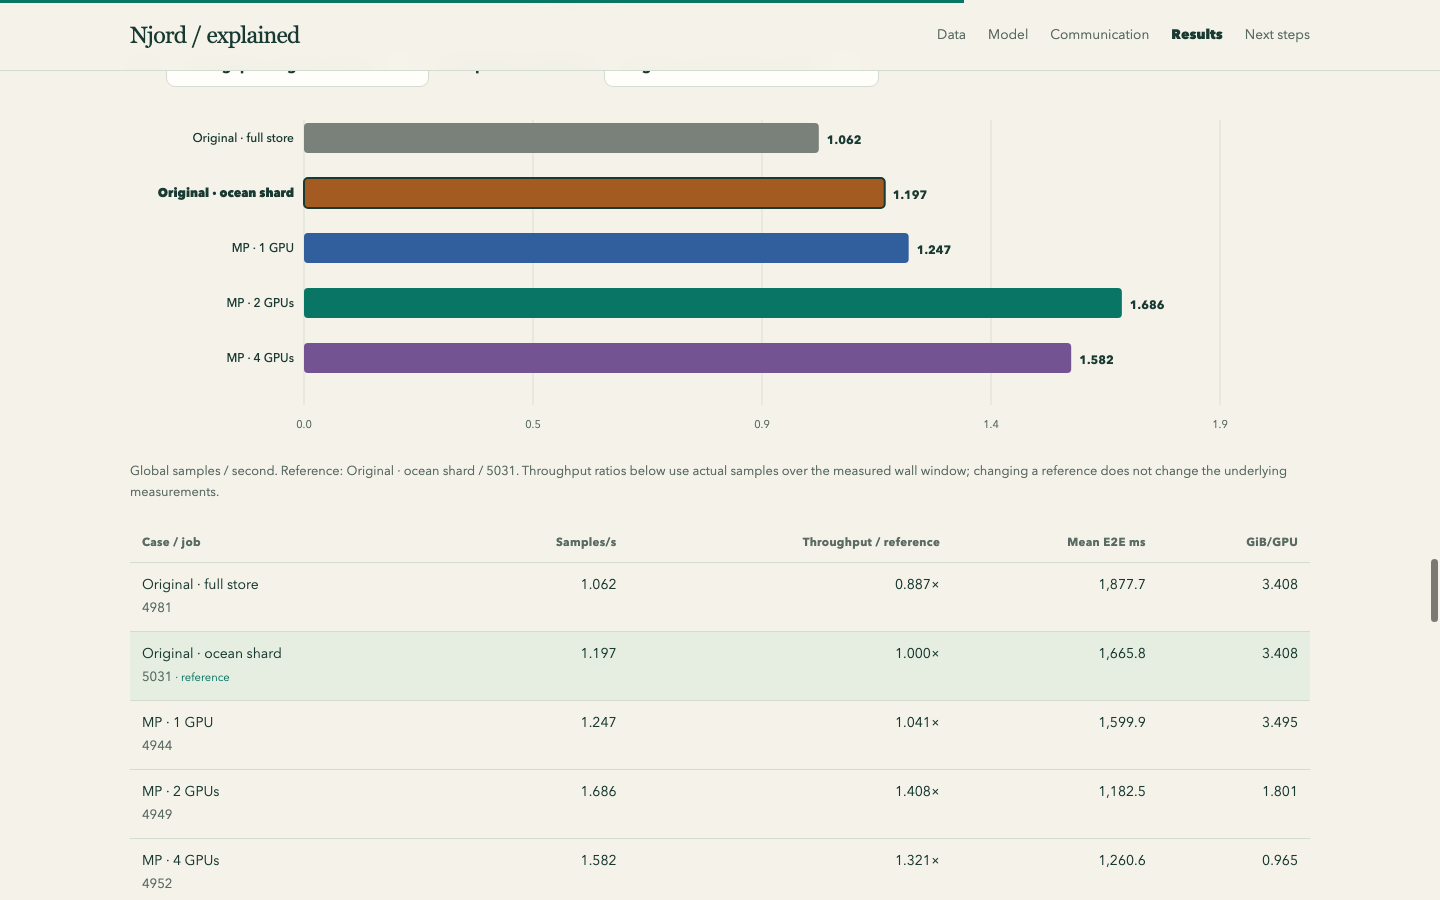 Njord / explained
Data
Model
Communication
Results
Next steps
Original · full store
1.062
Original · ocean shard
1.197
MP · 1 GPU
1.247
MP · 2 GPUs
1.686
MP · 4 GPUs
1.582
0.0
0.5
0.9
1.4
1.9
Global samples / second. Reference: Original · ocean shard / 5031. Throughput ratios below use actual samples over the measured wall window; changing a reference does not change the underlying
measurements.
Case / job Samples/s Throughput / reference Mean E2E ms GiB/GPU
Original · full store 1.062 0.887× 1,877.7 3.408
4981
Original · ocean shard 1.197 1.000× 1,665.8 3.408
5031 · reference
MP · 1 GPU 1.247 1.041× 1,599.9 3.495
4944
MP · 2 GPUs 1.686 1.408× 1,182.5 1.801
4949
MP · 4 GPUs 1.582 1.321× 1,260.6 0.965
4952